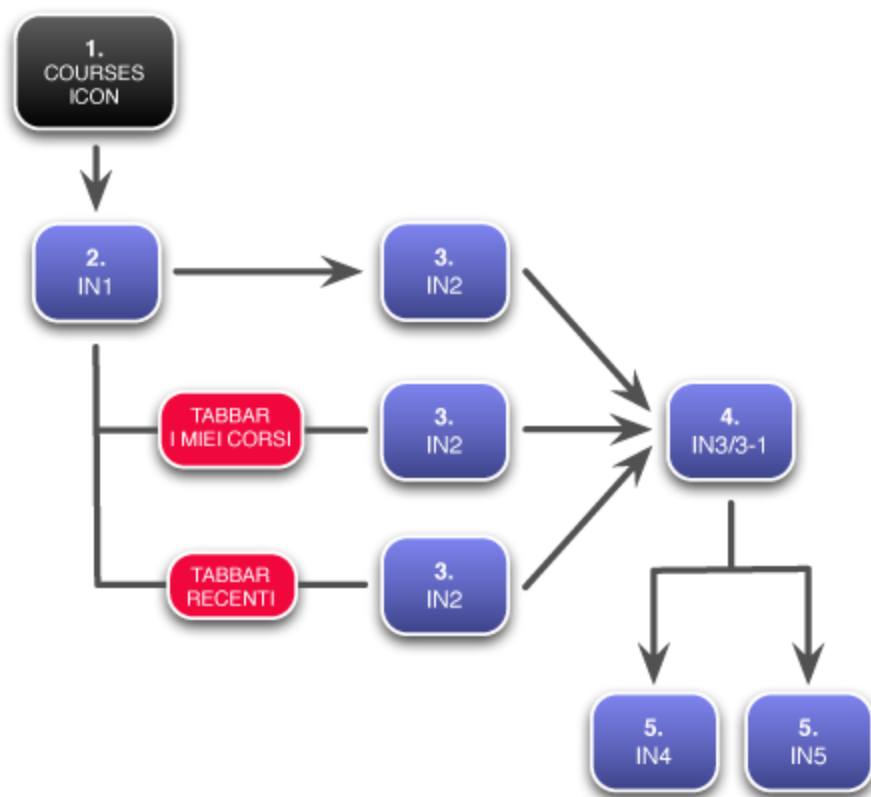 1.
COURSES
ICON
2.
IN1
3.
IN2
TABBAR
I MIEI CORSI
3.
IN2
4.
IN3/3-1
TABBAR
RECENTI
3.
IN2
5.
IN4
5.
IN5